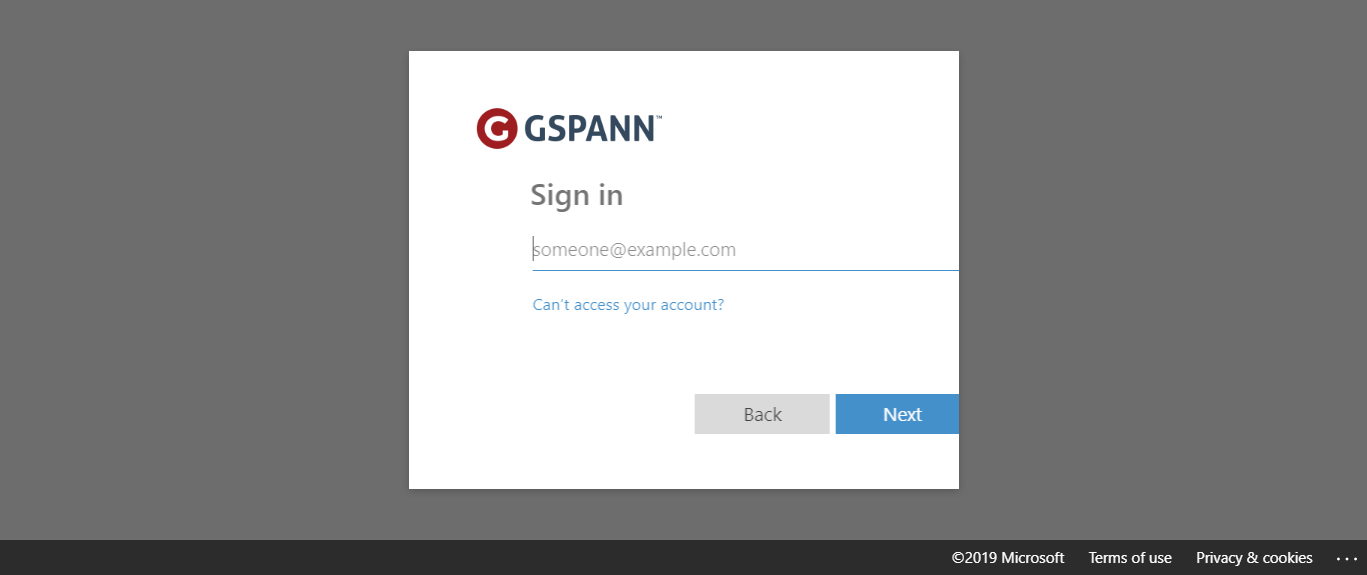 G GSPANN™
Sign in
someone@example.com
Can't access your account?
Back Next
©2019 Microsoft Terms of use Privacy & cookies ...